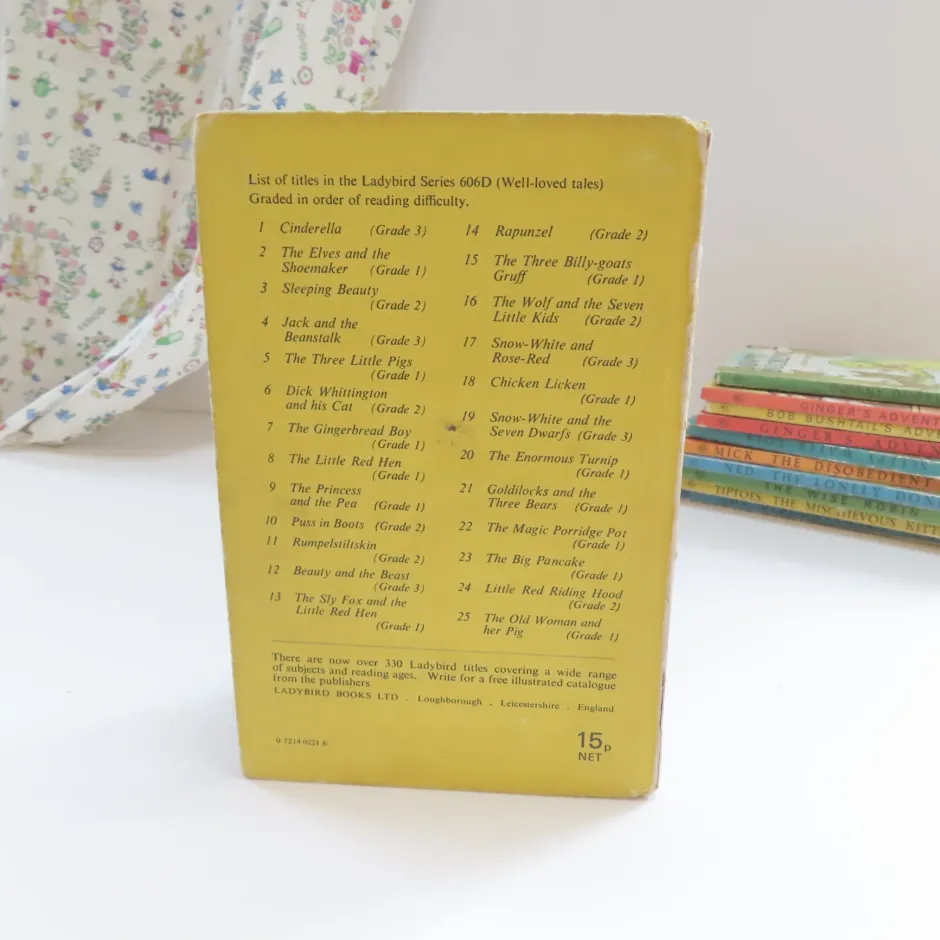 List of titles in the Ladybird Series 606D (Well-loved tales)
Graded in order of reading difficulty.
1 Cinderella (Grade 3)
2 The Elves and the
Shoemaker (Grade 1)
3 Sleeping Beauty
(Grade 2)
4 Jack and the
Beanstalk (Grade 3)
5 The Three Little Pigs
(Grade 1)
6 Dick Whittington
and his Cat (Grade 2)
7 The Gingerbread Boy
(Grade 1)
8 The Little Red Hen
(Grade 1)
9 The Princess
and the Pea (Grade 1)
10 Puss in Boots (Grade 2)
11 Rumpelstiltskin
(Grade 2)
12 Beauty and the Beast
(Grade 3)
13 The Sly Fox and the
Little Red Hen
(Grade 1)
14 Rapunzel (Grade 2)
15 The Three Billy-goats
Gruff (Grade 1)
16 The Wolf and the Seven
Little Kids (Grade 2)
17 Snow-White and
Rose-Red (Grade 3)
18 Chicken Licken
(Grade 1)
19 Snow-White and the
Seven Dwarfs (Grade 3)
20 The Enormous Turnip
(Grade 1)
21 Goldilocks and the
Three Bears (Grade 1)
22 The Magic Porridge Pot
(Grade 1)
23 The Big Pancake
(Grade 1)
24 Little Red Riding Hood
(Grade 2)
25 The Old Woman and
her Pig (Grade 1)
There are now over 330 Ladybird titles covering a wide range
of subjects and reading ages. Write for a free illustrated catalogue
from the publishers
LADYBIRD BOOKS LTD . Loughborough . Leicestershire . England
0 7214 0221 6
15p
NET
GINGER'S ADVENT
BOB BUSHTAIL'S ADVE
GINGER'S ADVEN
MICK THE DISOBEDIENT
NED THE LONELY DON
THE WISE ROBIN
TIPTOES THE MISCHIEVOUS KITT